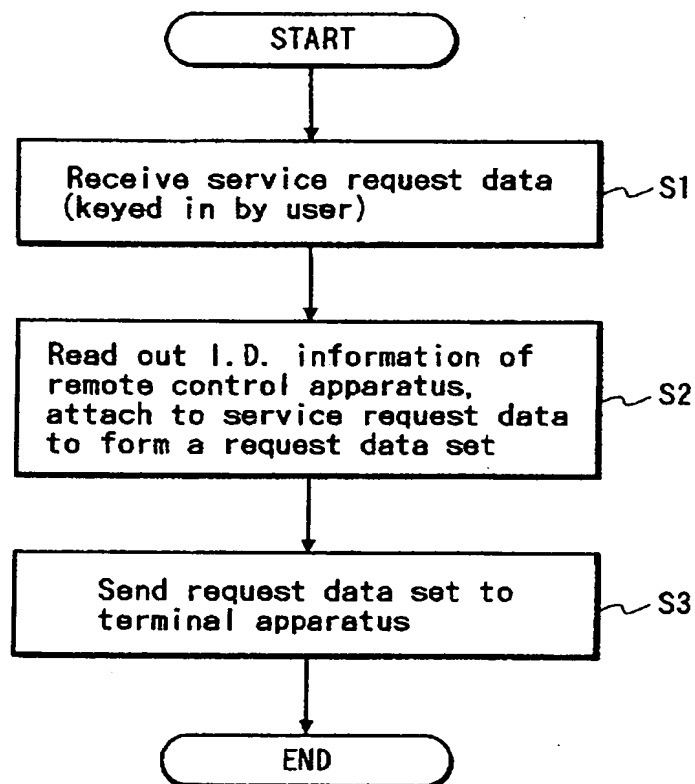 START
Receive service request data
(keyed in by user)
S1
Read out I.D. information of
remote control apparatus,
attach to service request data
to form a request data set
S2
Send request data set to
terminal apparatus
S3
END